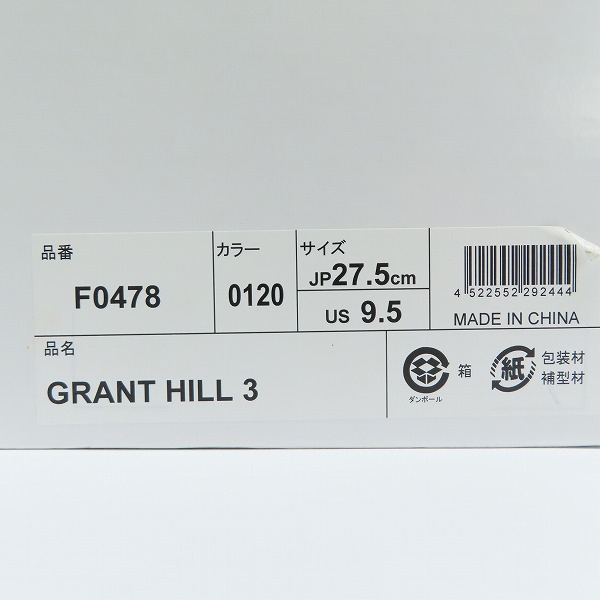 品番
F0478
カラー
0120
サイズ
JP27.5cm
US 9.5
4 522552 292444
MADE IN CHINA
品名
GRANT HILL 3
ダンボール
箱
紙
包装材
補型材